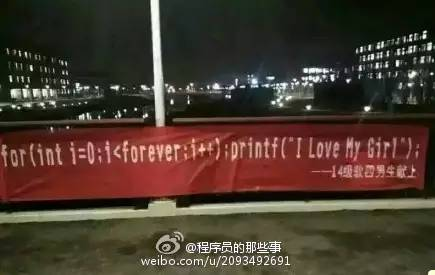 for(int i=0;i<forever;i++);printf("I Love My Girl");
——14级软四男生献上
@程序员的那些事
weibo.com/u/2093492691